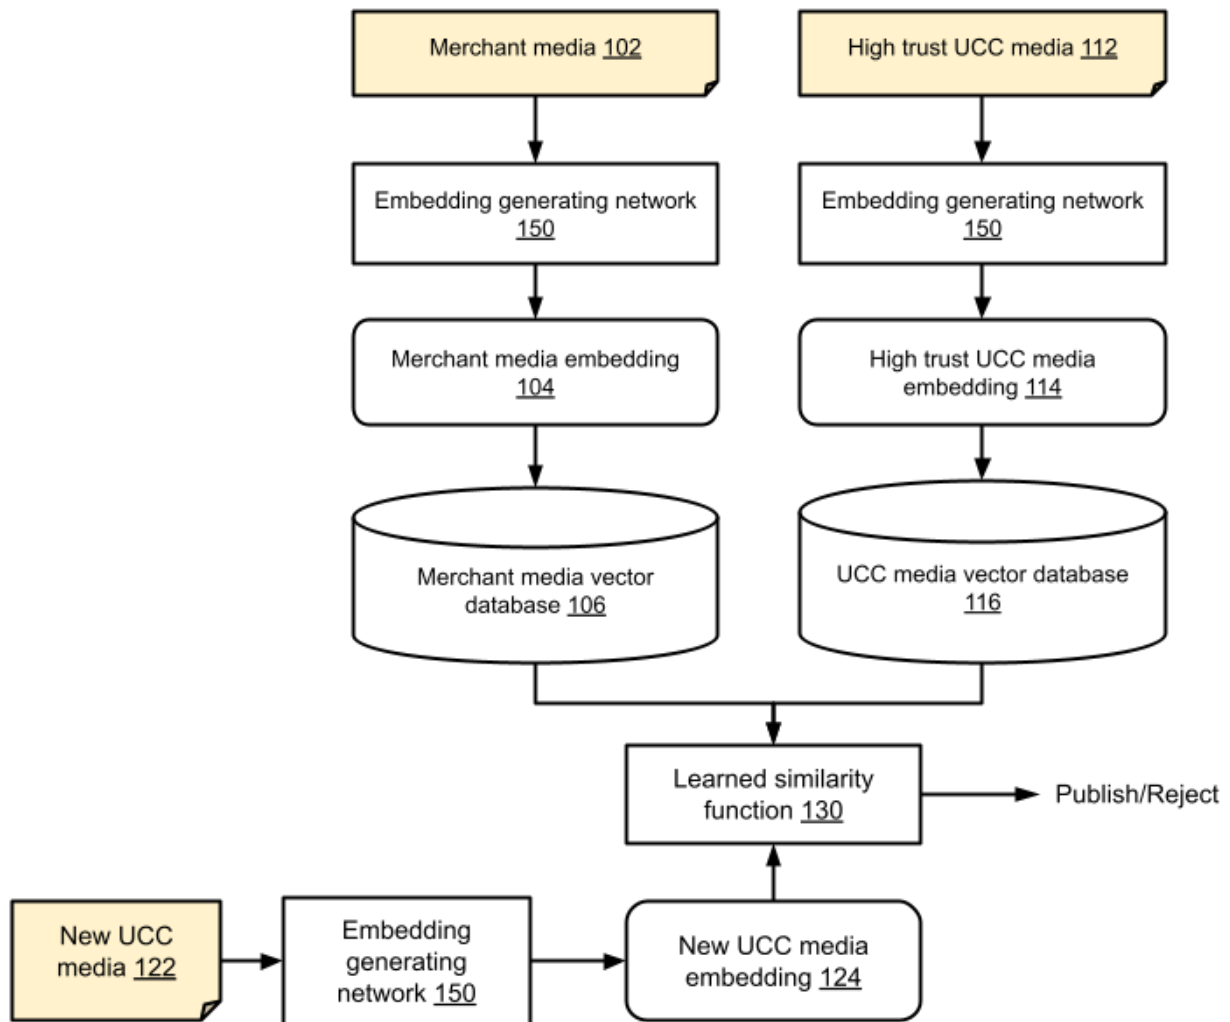 Merchant media 102
High trust UCC media 112
Embedding generating network
150
Embedding generating network
150
Merchant media embedding
104
High trust UCC media
embedding 114
Merchant media vector
database 106
UCC media vector database
116
Learned similarity
function 130
Publish/Reject
New UCC
media 122
Embedding
generating
network 150
New UCC media
embedding 124